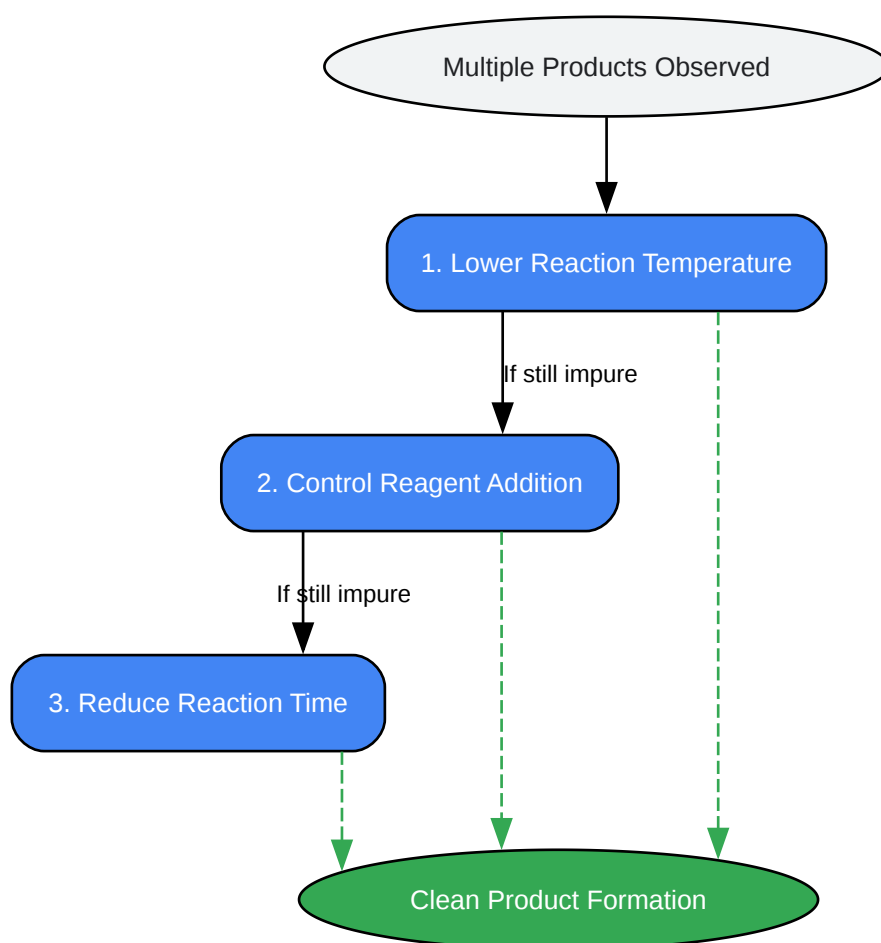 Multiple Products Observed
1. Lower Reaction Temperature
If still impure
2. Control Reagent Addition
If still impure
3. Reduce Reaction Time
Clean Product Formation